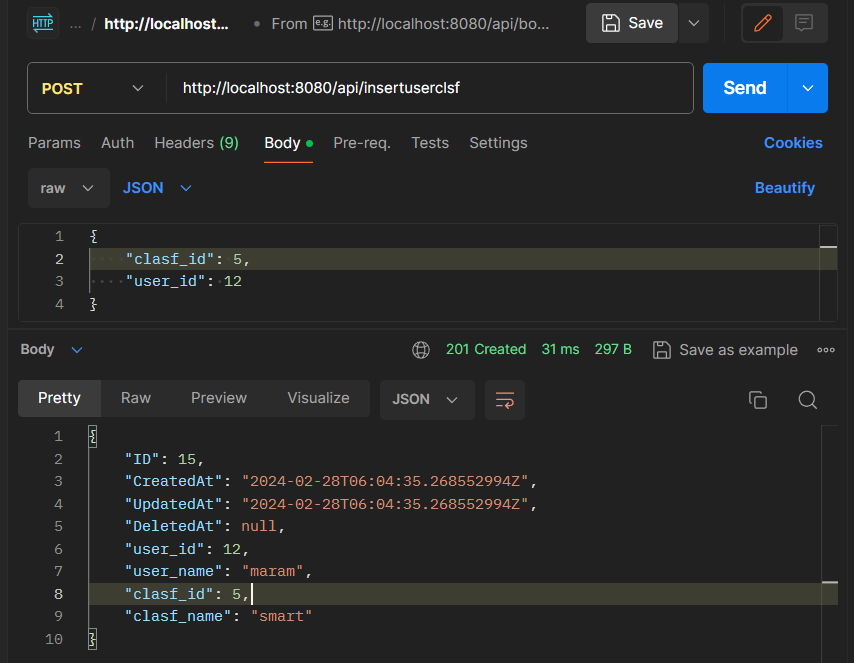 HTTP ... / http://localhost... • From e.g. http://localhost:8080/api/bo... Save
POST http://localhost:8080/api/insertuserclsf Send
Params Auth Headers (9) Body Pre-req. Tests Settings Cookies
raw JSON Beautify
1 {
2 ····"clasf_id":·5,
3 ····"user_id":·12
4 }
Body 201 Created 31 ms 297 B Save as example
Pretty Raw Preview Visualize JSON
1 {
2 "ID": 15,
3 "CreatedAt": "2024-02-28T06:04:35.268552994Z",
4 "UpdatedAt": "2024-02-28T06:04:35.268552994Z",
5 "DeletedAt": null,
6 "user_id": 12,
7 "user_name": "maram",
8 "clasf_id": 5,
9 "clasf_name": "smart"
10 }